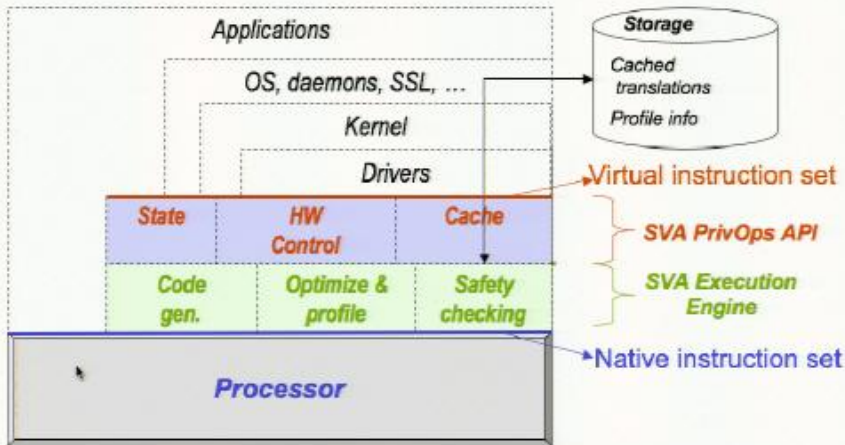 Applications
OS, daemons, SSL, ...
Kernel
Drivers
Storage
Cached
translations
Profile info
Virtual instruction set
State
HW
Control
Cache
SVA PrivOps API
Code
gen.
Optimize &
profile
Safety
checking
SVA Execution
Engine
Native instruction set
Processor